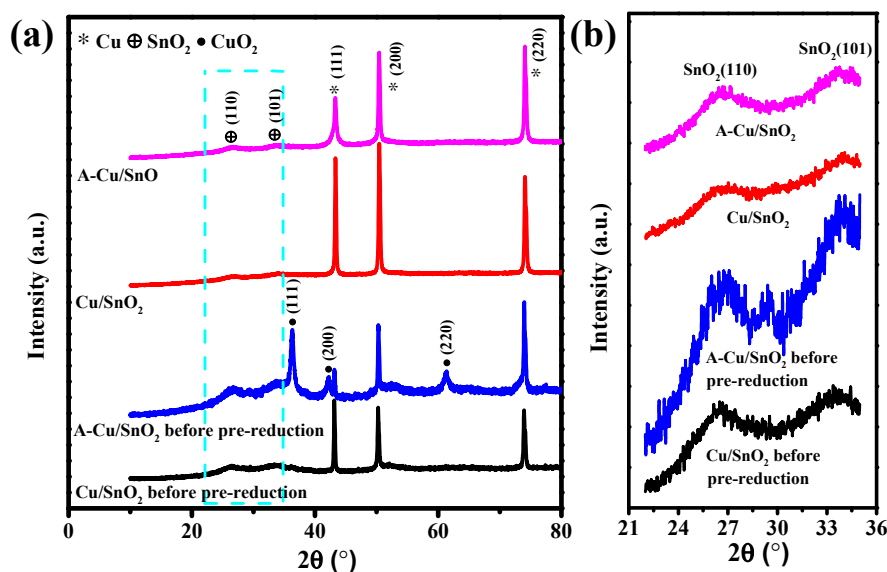 (a)
* Cu ⊕ SnO₂ • CuO₂
(110)
(101)
* (111)
* (200)
* (220)
A-Cu/SnO
Cu/SnO₂
(111)
(200)
(220)
A-Cu/SnO₂ before pre-reduction
Cu/SnO₂ before pre-reduction
Intensity (a.u.)
0 20 40 60 80
2θ (°)
(b)
SnO₂(110)
SnO₂(101)
A-Cu/SnO₂
Cu/SnO₂
A-Cu/SnO₂ before
pre-reduction
Cu/SnO₂ before
pre-reduction
Intensity (a.u.)
21 24 27 30 33 36
2θ (°)